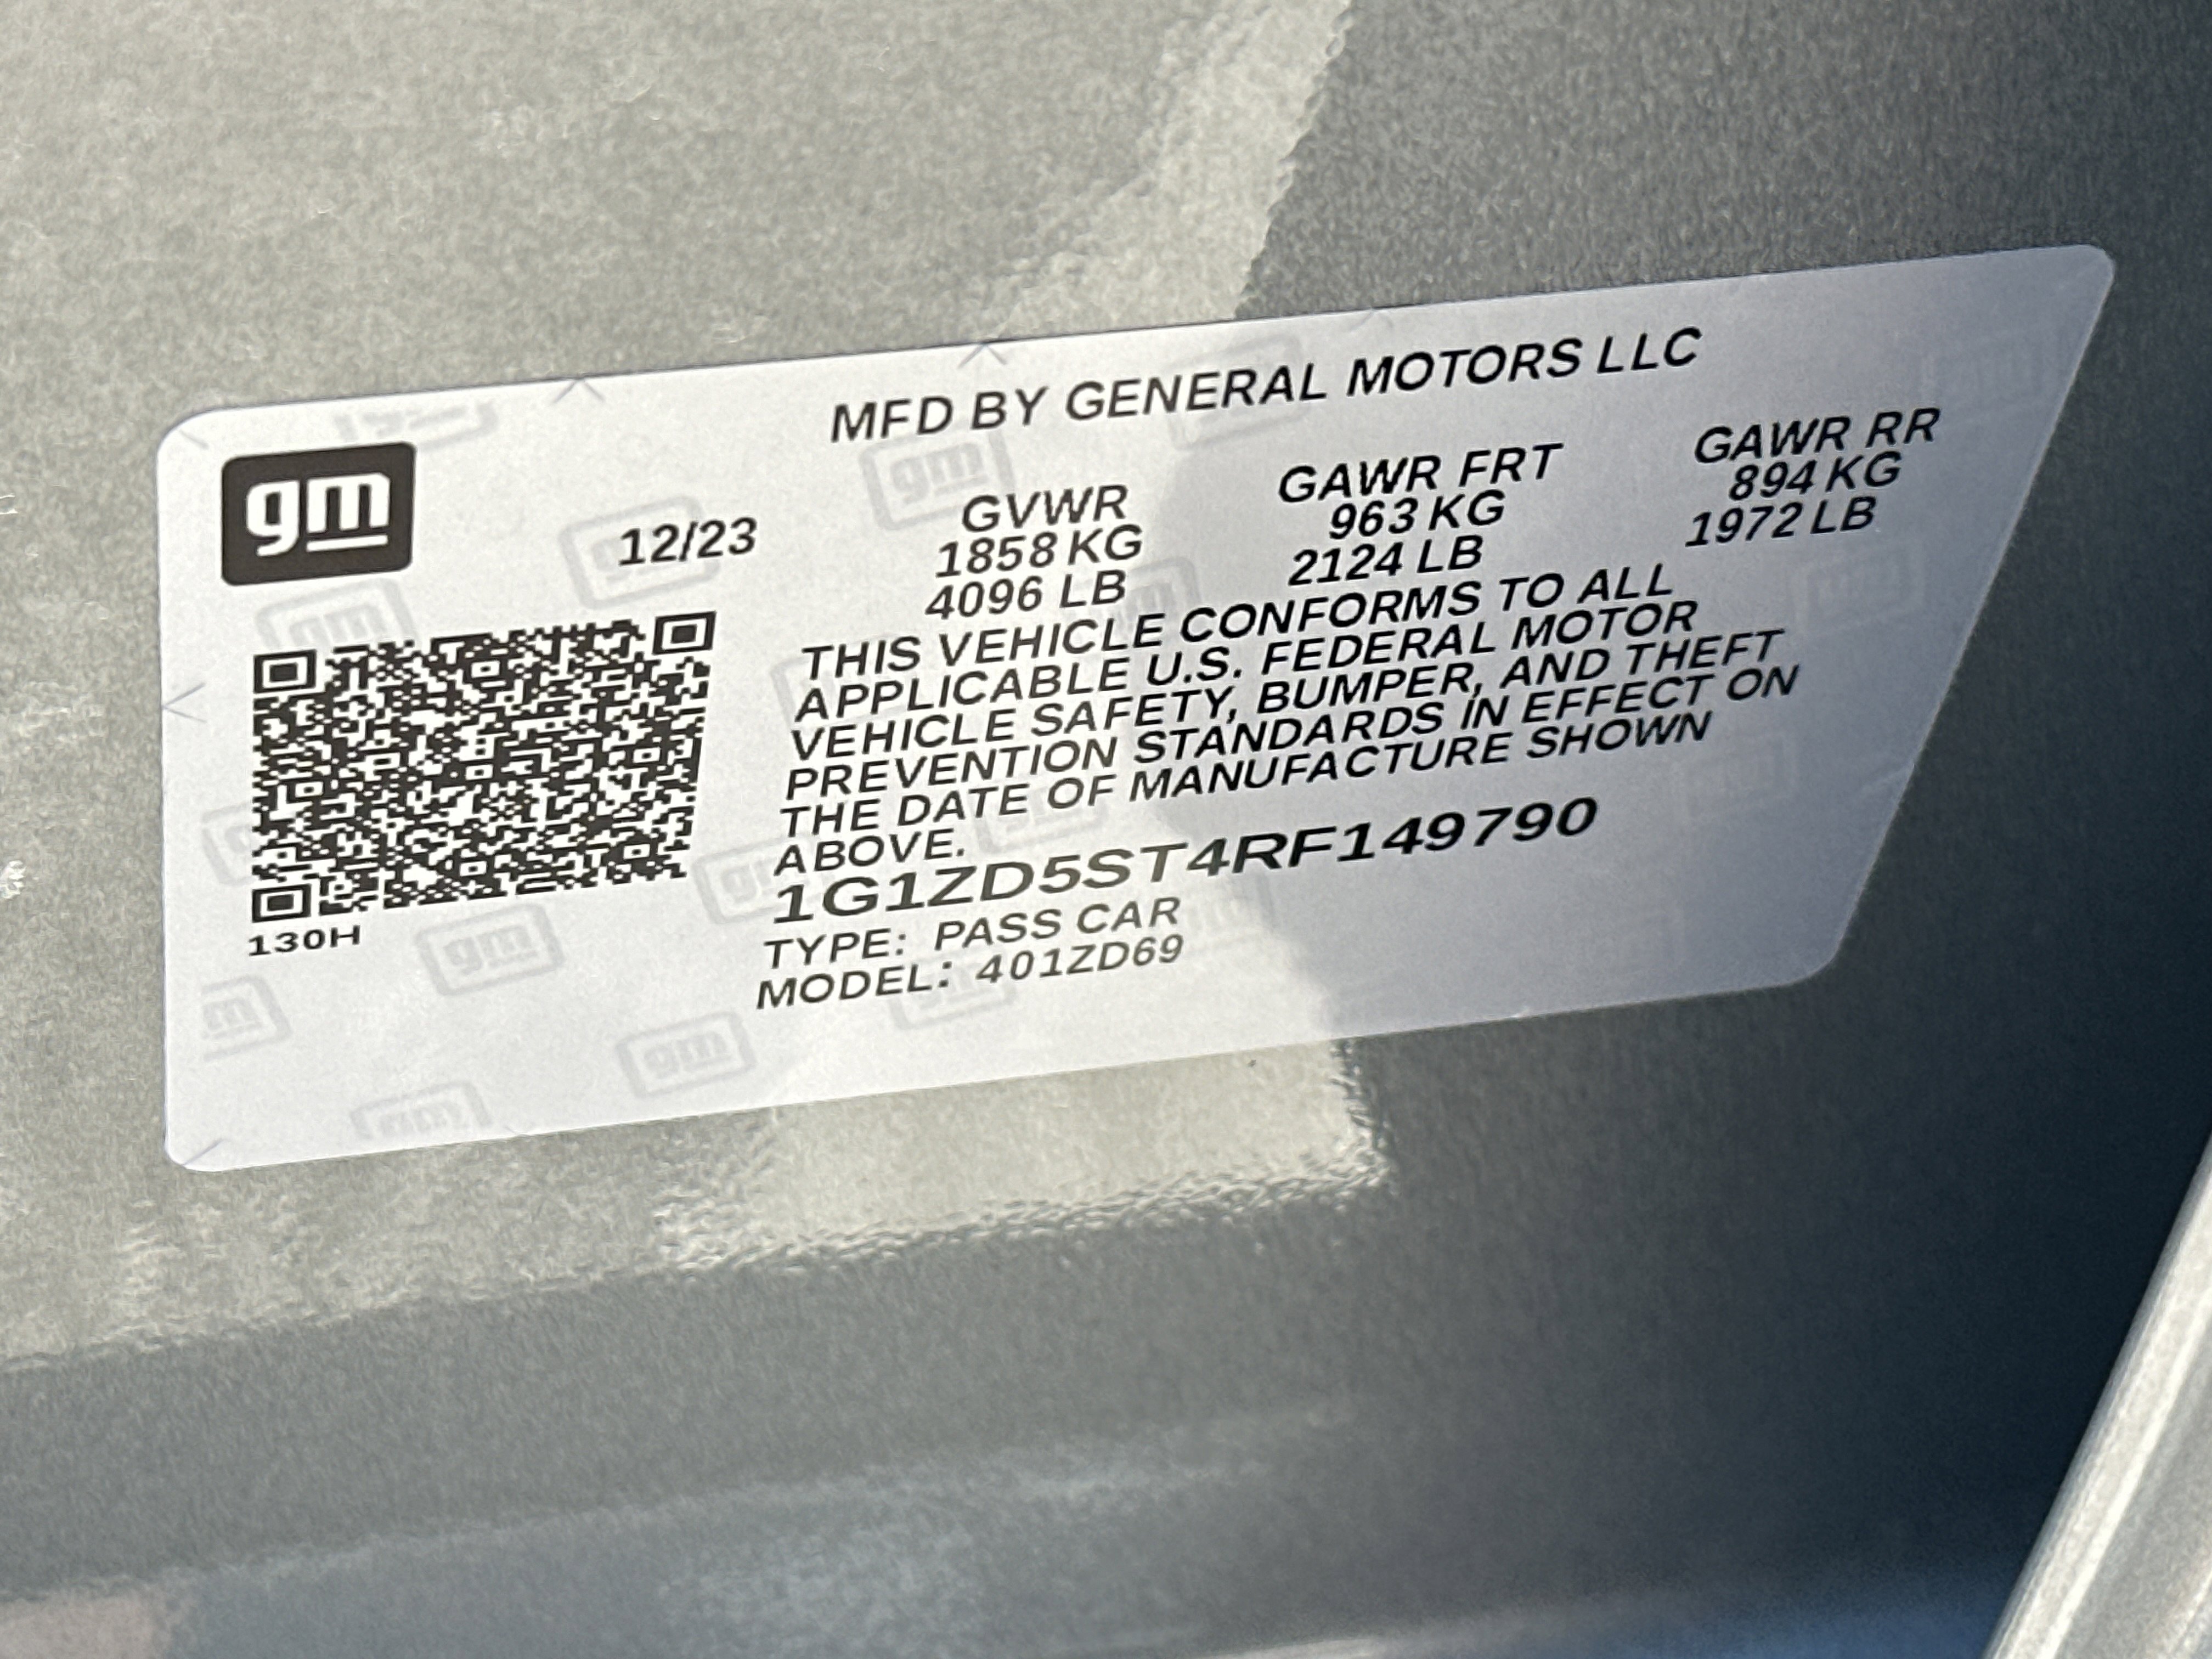 MFD BY GENERAL MOTORS LLC
gm
12/23
GVWR
1858 KG
4096 LB
GAWR FRT
963 KG
2124 LB
GAWR RR
894 KG
1972 LB
THIS VEHICLE CONFORMS TO ALL
APPLICABLE U.S. FEDERAL MOTOR
VEHICLE SAFETY, BUMPER, AND THEFT
PREVENTION STANDARDS IN EFFECT ON
THE DATE OF MANUFACTURE SHOWN
ABOVE.
1G1ZD5ST4RF149790
TYPE: PASS CAR
MODEL: 401ZD69
130H